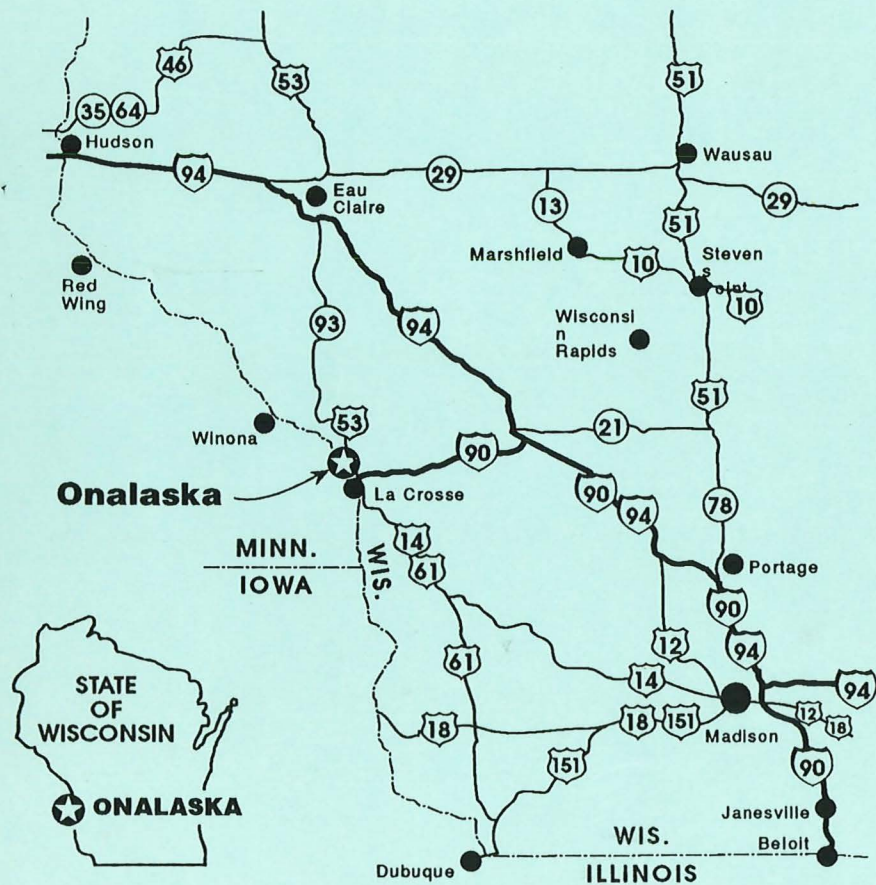 46
53
51
35 64
Hudson
94
Eau
Claire
29
Wausau
13
29
51
Marshfield
10
Steven
s
oint
10
Red
Wing
93
94
Wisconsi
n
Rapids
51
Winona
53
21
90
Onalaska
La Crosse
90
94
78
14
61
MINN.
IOWA
WIS.
Portage
90
12
94
61
14
94
STATE
OF
WISCONSIN
18
18 151
Madison
12
18
151
90
ONALASKA
Janesville
Beloit
WIS.
ILLINOIS
Dubuque